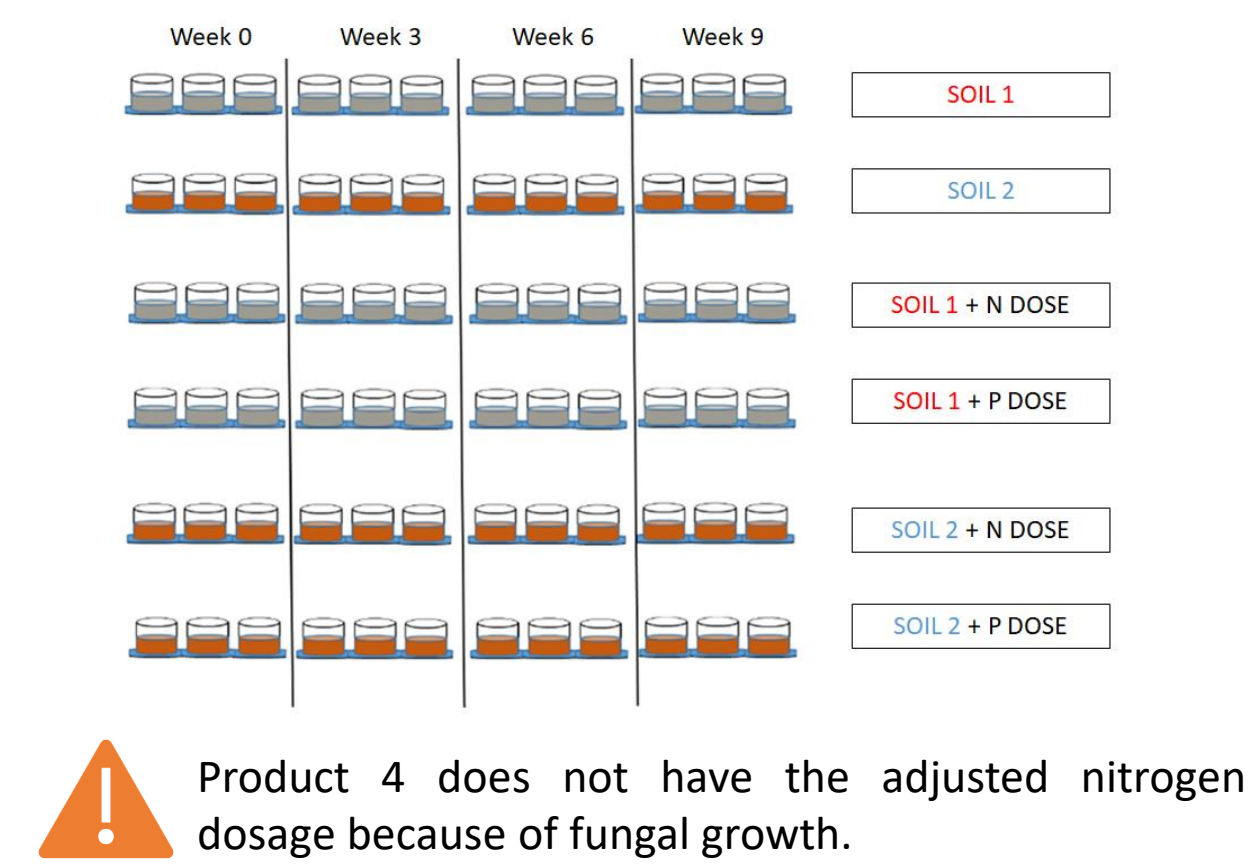 Week 0 Week 3 Week 6 Week 9
SOIL 1
SOIL 2
SOIL 1 + N DOSE
SOIL 1 + P DOSE
SOIL 2 + N DOSE
SOIL 2 + P DOSE
Product 4 does not have the adjusted nitrogen
dosage because of fungal growth.